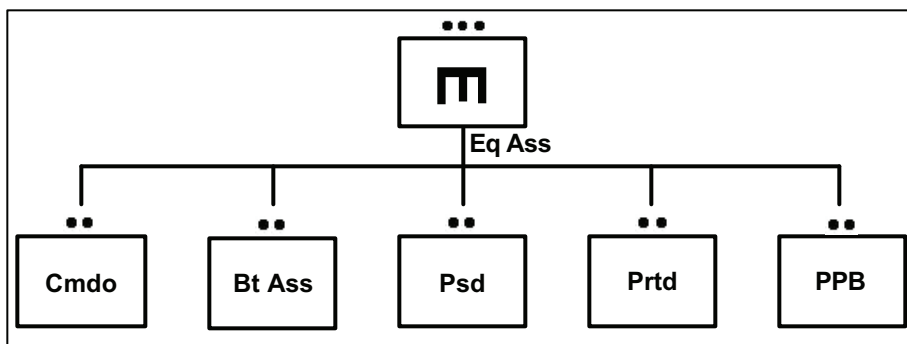 Eq Ass
Cmdo
Bt Ass
Psd
Prtd
PPB